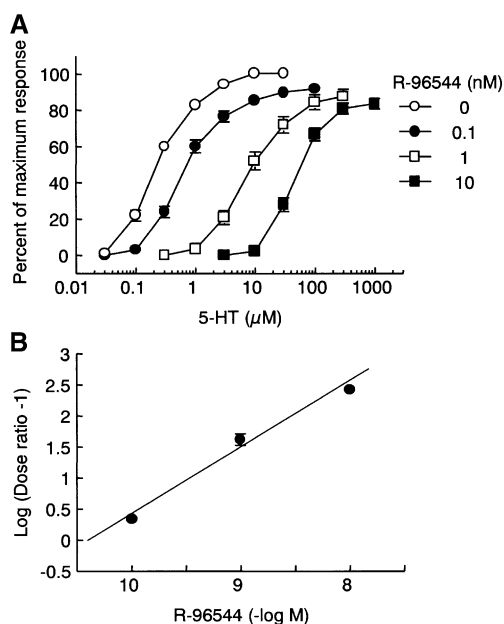 A
Percent of maximum response
100
80
60
40
20
0
0.01 0.1 1 10 100 1000
5-HT (μM)
R-96544 (nM)
0
0.1
1
10
B
Log (Dose ratio -1)
3
2.5
2
1.5
1
0.5
0
-0.5
10 9 8
R-96544 (-log M)